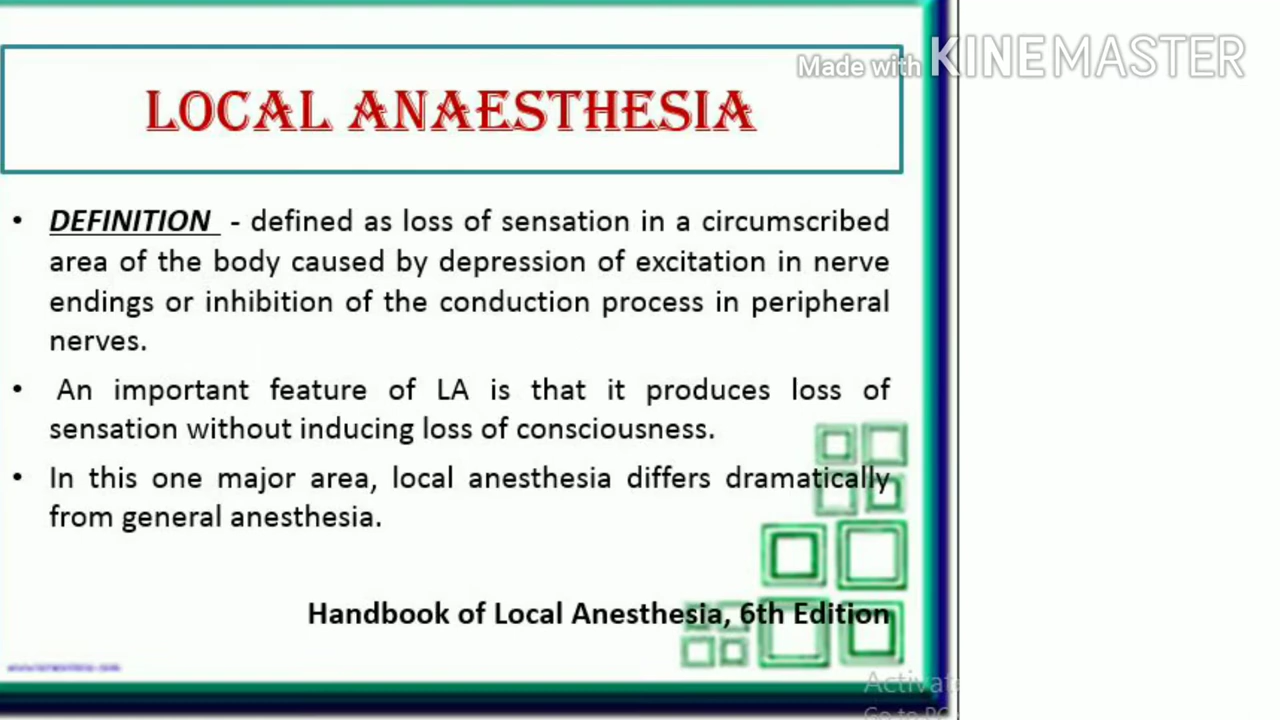 Made with KINEMASTER
LOCAL ANAESTHESIA
• DEFINITION - defined as loss of sensation in a circumscribed
area of the body caused by depression of excitation in nerve
endings or inhibition of the conduction process in peripheral
nerves.
• An important feature of LA is that it produces loss of
sensation without inducing loss of consciousness.
• In this one major area, local anesthesia differs dramatically
from general anesthesia.
Handbook of Local Anesthesia, 6th Edition
Activat
Go to PC